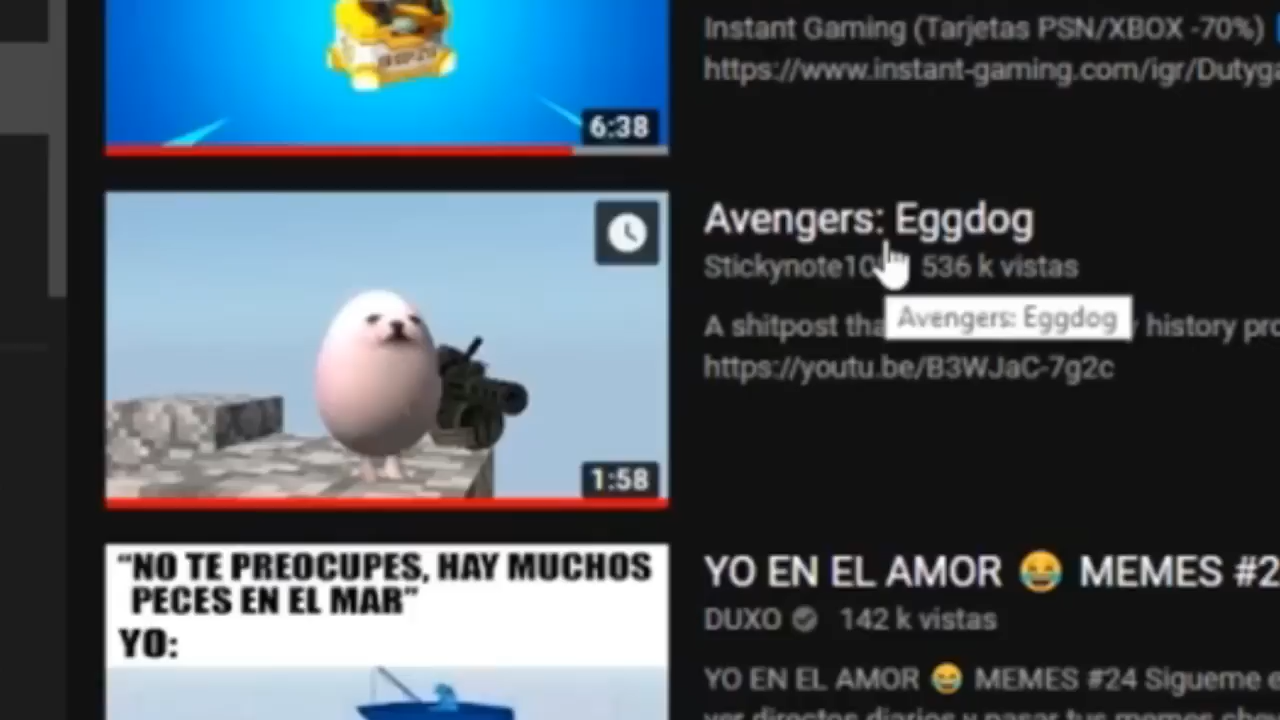 Instant Gaming (Tarjetas PSN/XBOX -70%)
https://www.instant-gaming.com/igr/Dutyga
6:38
Avengers: Eggdog
536 k vistas
Avengers: Eggdog
A shitpost history
https://youtu.be/B3WJaC-7g2c
1:58
"NO TE PREOCUPES, HAY MUCHOS
PECES EN EL MAR"
YO:
YO EN EL AMOR 😂 MEMES #2
DUXO 142 k vistas
YO EN EL AMOR 😂 MEMES #24 Sigueme e